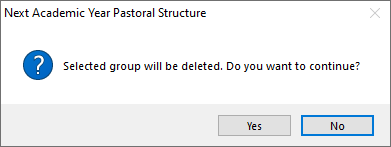 Next Academic Year Pastoral Structure
Selected group will be deleted. Do you want to continue?
Yes
No